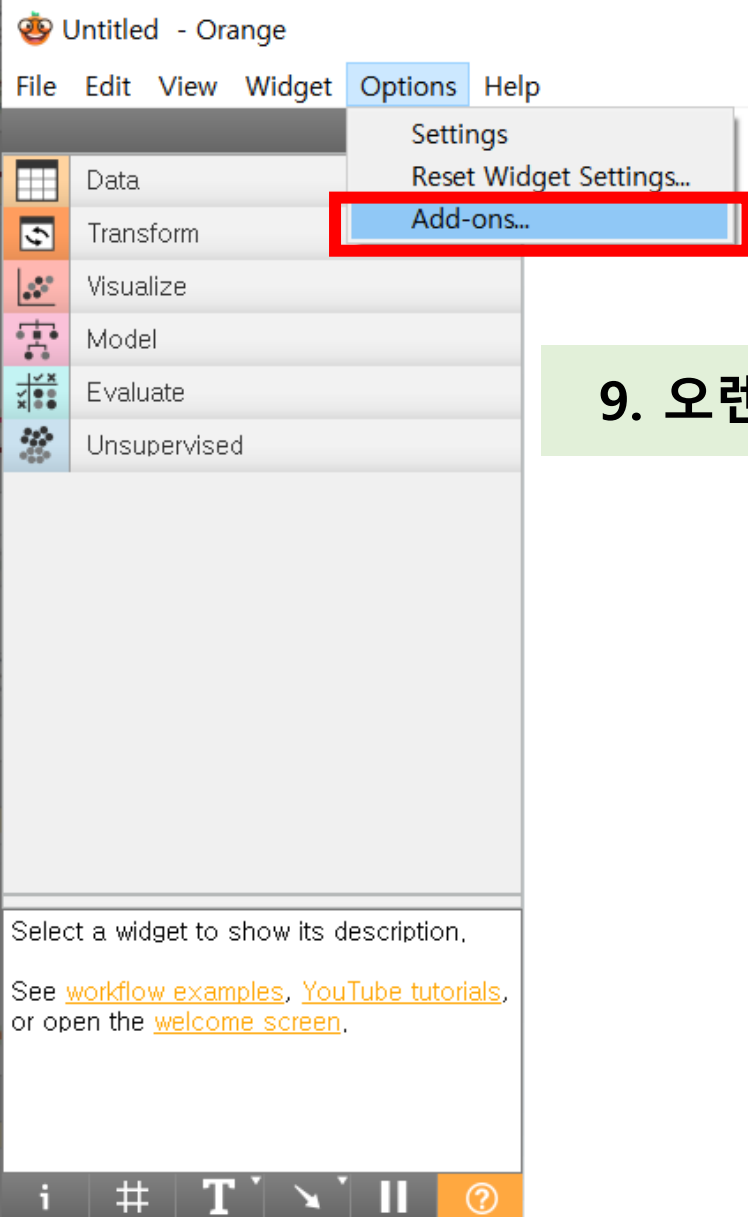 Untitled - Orange
File Edit View Widget Options Help
Settings
Reset Widget Settings...
Add-ons...
Data
Transform
Visualize
Model
Evaluate
Unsupervised
9. 오렌
Select a widget to show its description.
See workflow examples, YouTube tutorials,
or open the welcome screen.
i # T ?